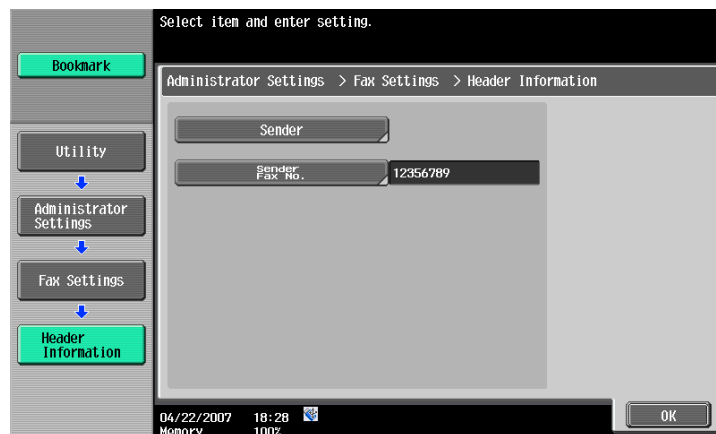 Select item and enter setting.
Bookmark
Administrator Settings > Fax Settings > Header Information
Sender
Utility
Sender
Fax No.
12356789
Administrator
Settings
Fax Settings
Header
Information
04/22/2007 18:28
Memory 100%
OK